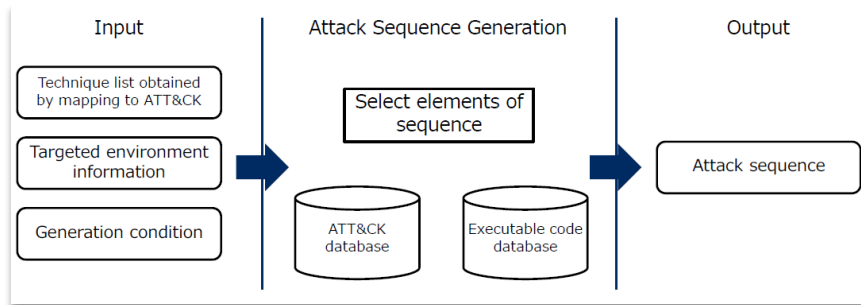 Input
Attack Sequence Generation
Output
Technique list obtained
by mapping to ATT&CK
Targeted environment
information
Generation condition
Select elements of
sequence
ATT&CK
database
Executable code
database
Attack sequence